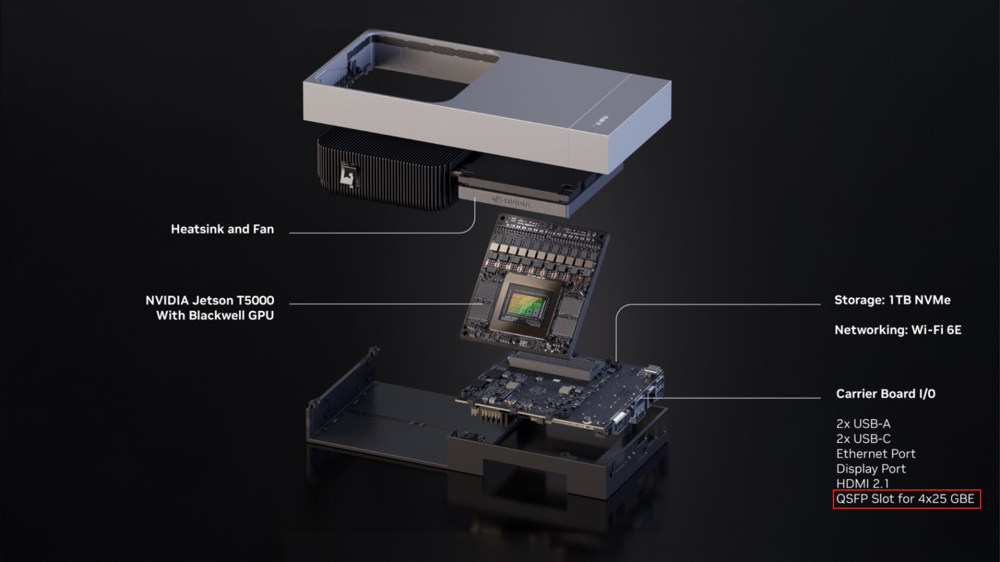 NVIDIA
Heatsink and Fan
NVIDIA Jetson T5000
With Blackwell GPU
Storage: 1TB NVMe
Networking: Wi-Fi 6E
Carrier Board I/O
2x USB-A
2x USB-C
Ethernet Port
Display Port
HDMI 2.1
QSFP Slot for 4x25 GBE